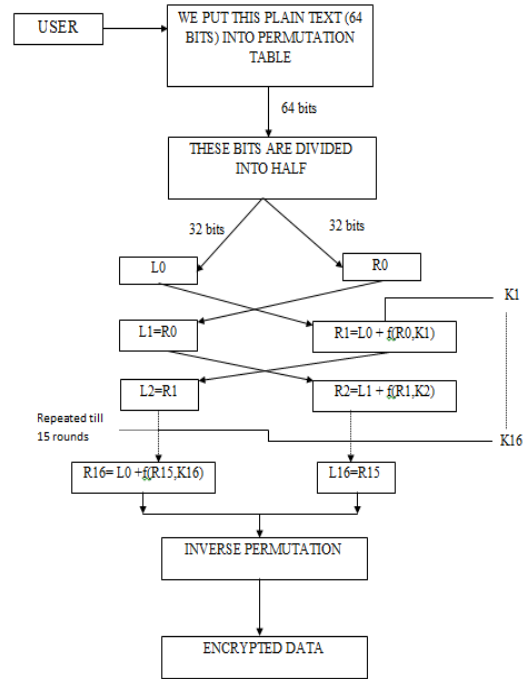 USER
WE PUT THIS PLAIN TEXT (64
BITS) INTO PERMUTATION
TABLE
64 bits
THESE BITS ARE DIVIDED
INTO HALF
32 bits
32 bits
L0
R0
K1
L1=R0
R1=L0 + f(R0,K1)
L2=R1
R2=L1 + f(R1,K2)
Repeated till
15 rounds
K16
R16= L0 +f(R15,K16)
L16=R15
INVERSE PERMUTATION
ENCRYPTED DATA